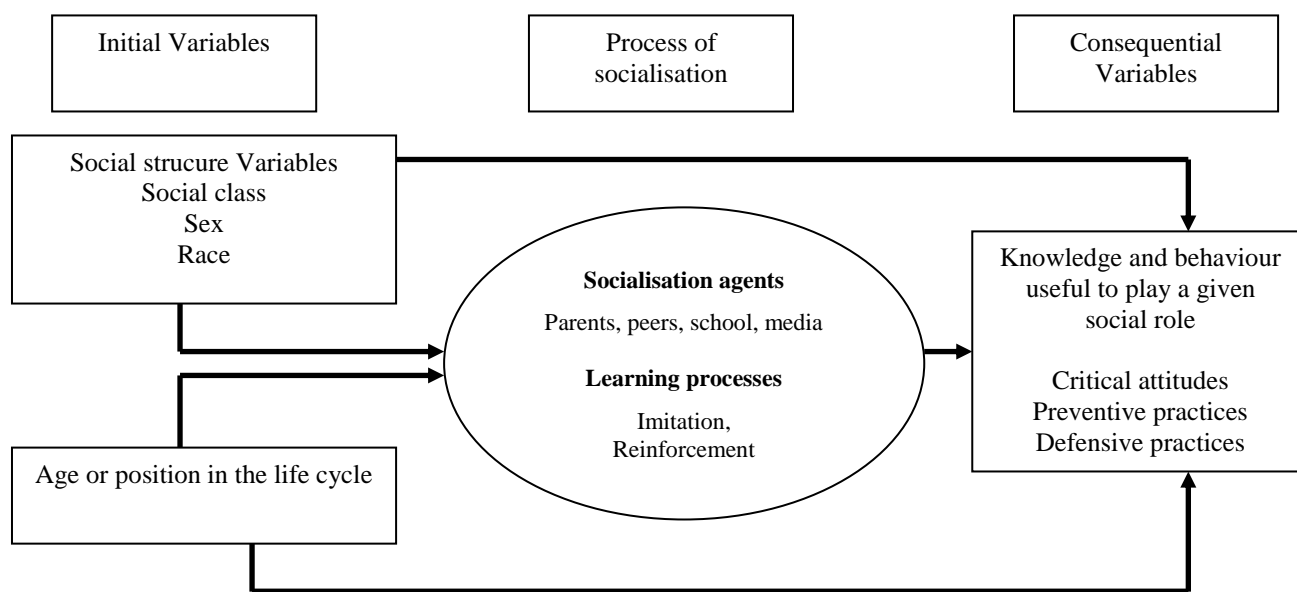 Initial Variables
Process of
socialisation
Consequential
Variables
Social strucure Variables
Social class
Sex
Race
Socialisation agents
Parents, peers, school, media
Learning processes
Imitation,
Reinforcement
Knowledge and behaviour
useful to play a given
social role
Critical attitudes
Preventive practices
Defensive practices
Age or position in the life cycle